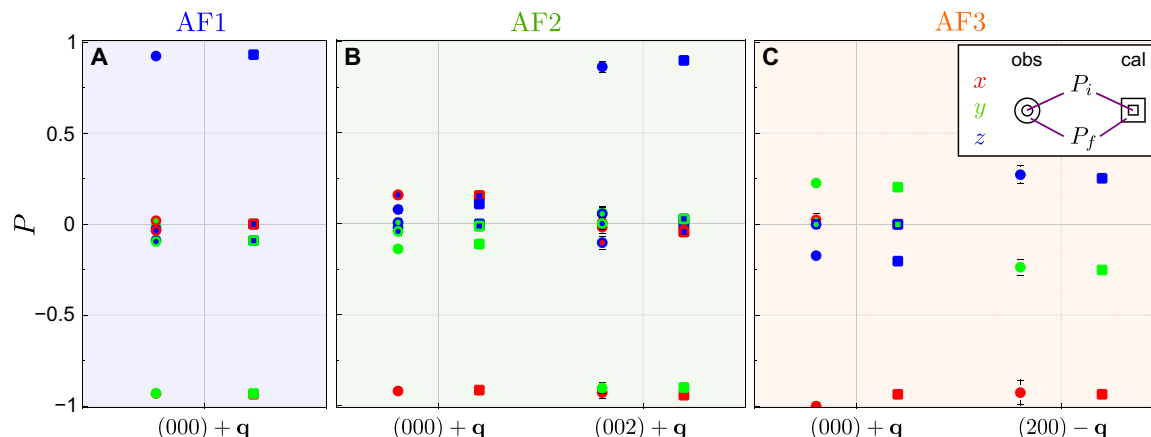 AF1 AF2 AF3
A B C
obs cal
x
y
z
P_i
P_f
1
0.5
0
−0.5
−1
P
(000) + q (000) + q (002) + q (000) + q (200) − q